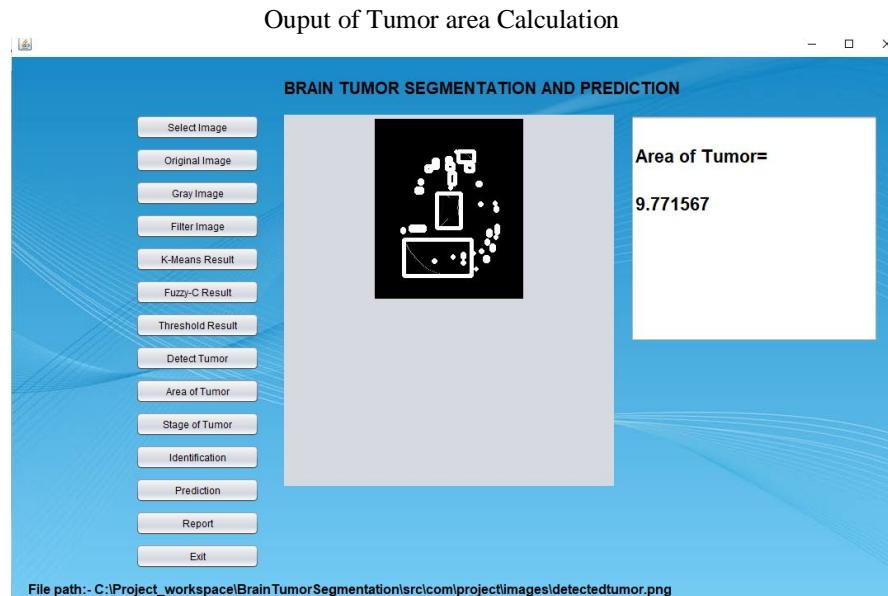 Ouput of Tumor area Calculation
BRAIN TUMOR SEGMENTATION AND PREDICTION
Select Image
Original Image
Gray Image
Filter Image
K-Means Result
Fuzzy-C Result
Threshold Result
Detect Tumor
Area of Tumor
Stage of Tumor
Identification
Prediction
Report
Exit
Area of Tumor=
9.771567
File path:- C:\Project_workspace\BrainTumorSegmentation\src\com\project\images\detectedtumor.png